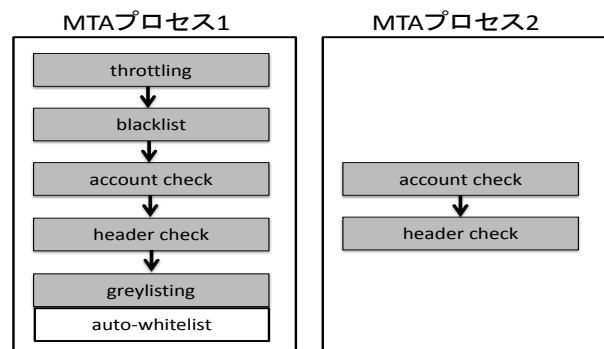 MTAプロセス1
throttling
blacklist
account check
header check
greylisting
auto-whitelist
MTAプロセス2
account check
header check